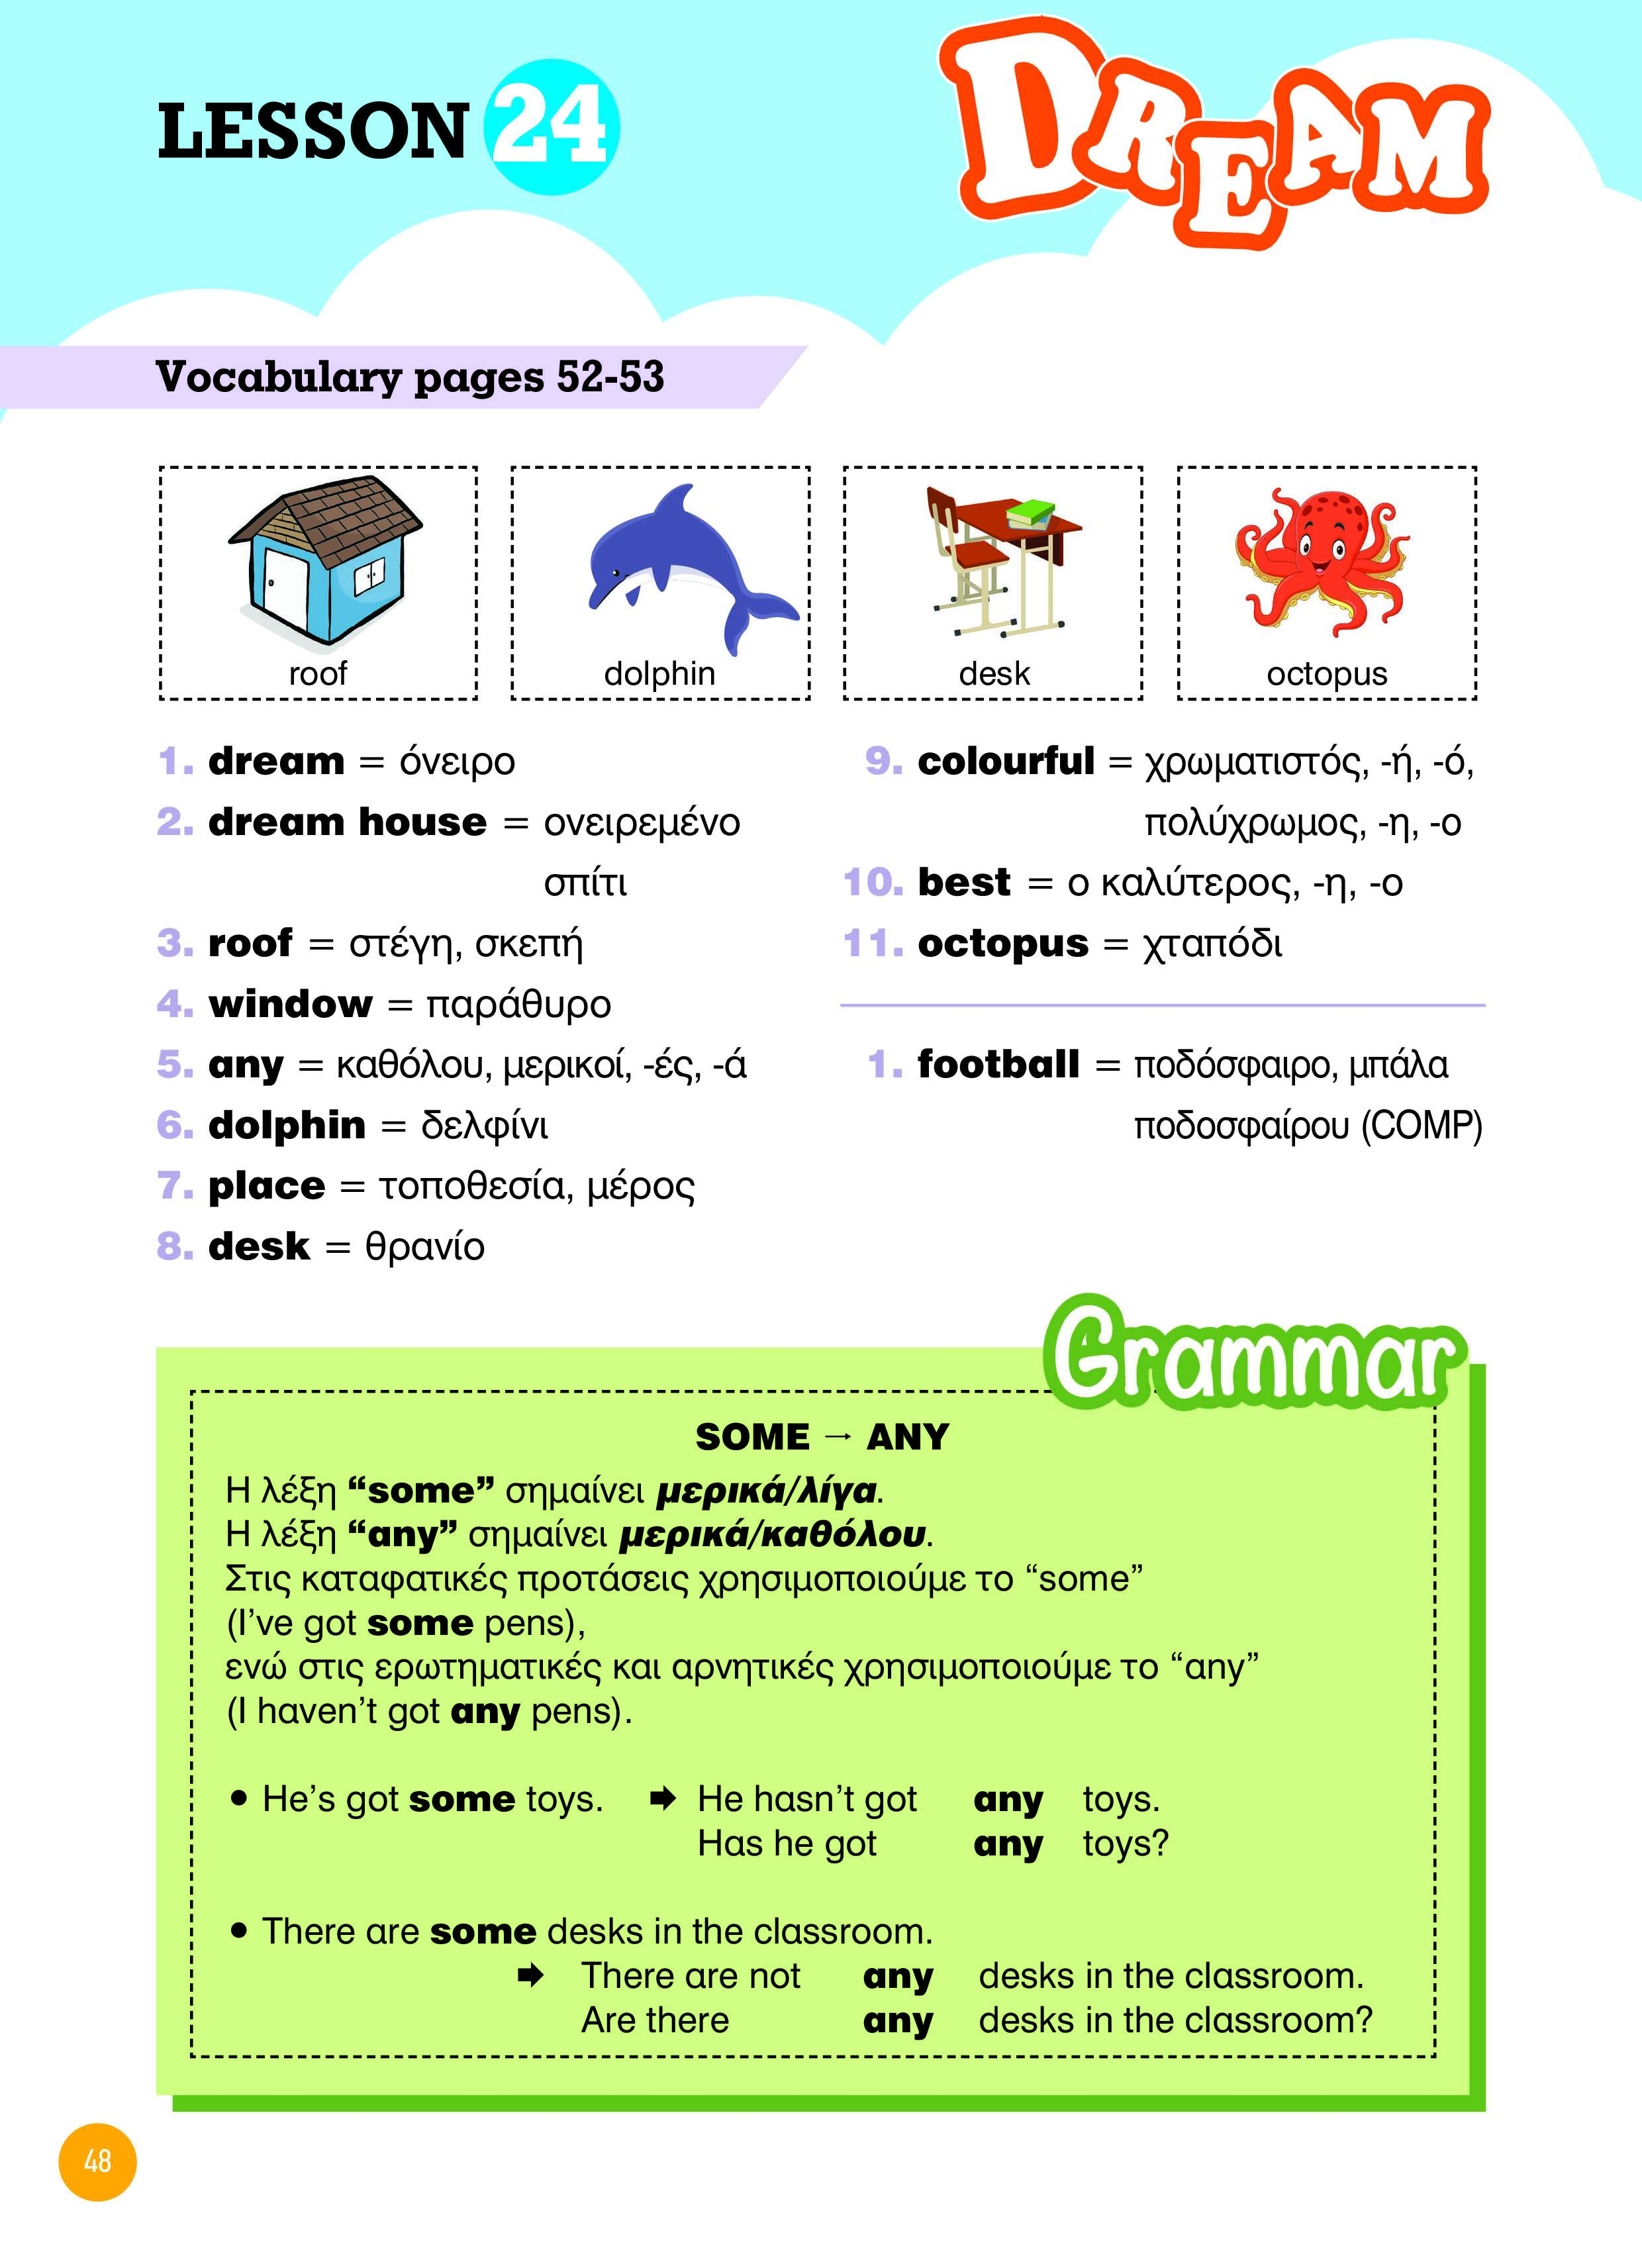 LESSON 24
DREAM
Vocabulary pages 52-53
roof
dolphin
desk
octopus
1. dream = όνειρο
2. dream house = ονειρεμένο
σπίτι
3. roof = στέγη, σκεπή
4. window = παράθυρο
5. any = καθόλου, μερικοί, -ές, -ά
6. dolphin = δελφίνι
7. place = τοποθεσία, μέρος
8. desk = θρανίο
9. colourful = χρωματιστός, -ή, -ό,
πολύχρωμος, -η, -ο
10. best = ο καλύτερος, -η, -ο
11. octopus = χταπόδι
1. football = ποδόσφαιρο, μπάλα
ποδοσφαίρου (COMP)
Grammar
SOME → ANY
Η λέξη “some” σημαίνει μερικά/λίγα.
Η λέξη “any” σημαίνει μερικά/καθόλου.
Στις καταφατικές προτάσεις χρησιμοποιούμε το “some”
(I’ve got some pens),
ενώ στις ερωτηματικές και αρνητικές χρησιμοποιούμε το “any”
(I haven’t got any pens).
• He’s got some toys. ➡ He hasn’t got any toys.
Has he got any toys?
• There are some desks in the classroom.
➡ There are not any desks in the classroom.
Are there any desks in the classroom?
48